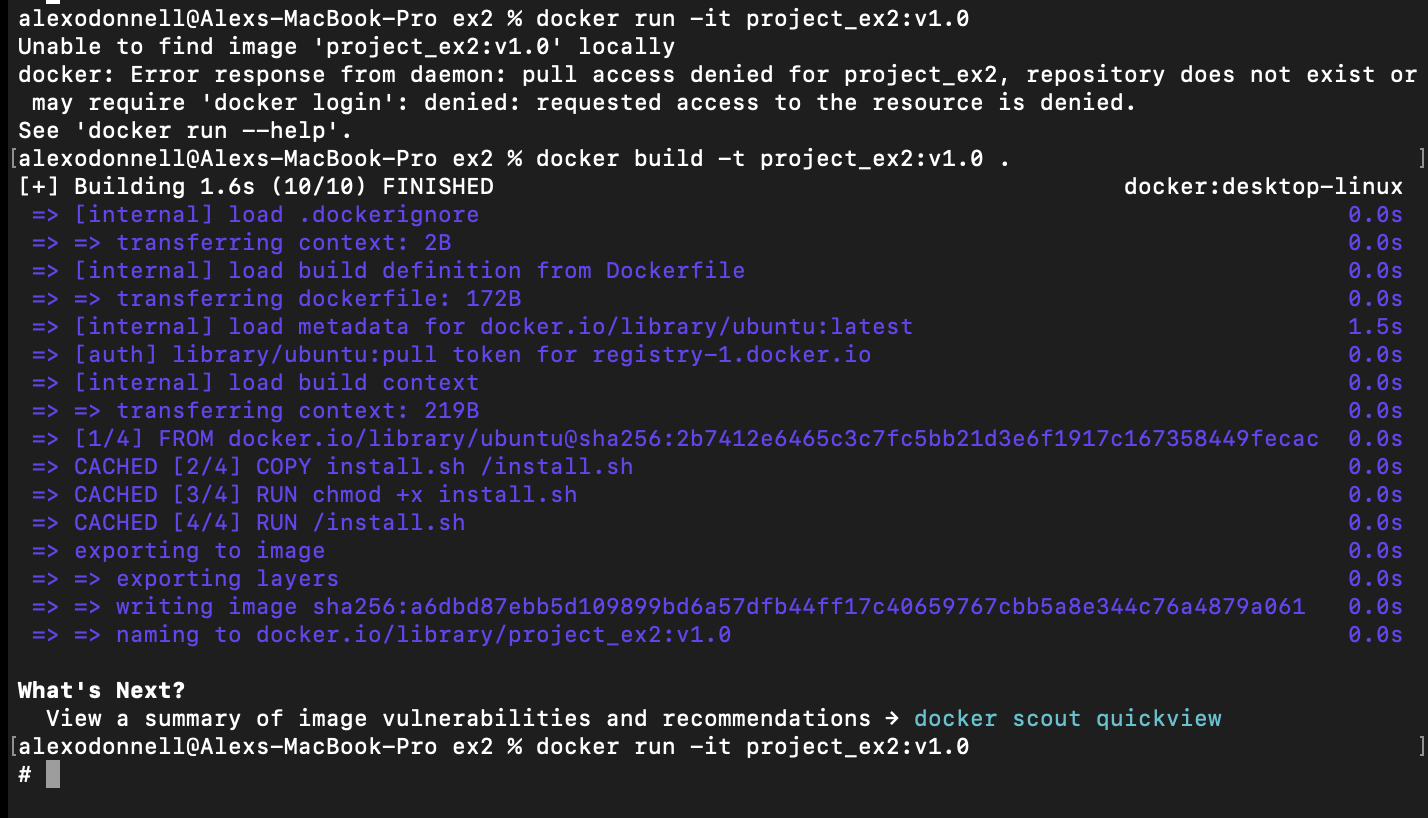 alexodonnell@Alexs-MacBook-Pro ex2 % docker run -it project_ex2:v1.0
Unable to find image 'project_ex2:v1.0' locally
docker: Error response from daemon: pull access denied for project_ex2, repository does not exist or
 may require 'docker login': denied: requested access to the resource is denied.
See 'docker run --help'.
[alexodonnell@Alexs-MacBook-Pro ex2 % docker build -t project_ex2:v1.0 . ]
[+] Building 1.6s (10/10) FINISHED docker:desktop-linux
 => [internal] load .dockerignore 0.0s
 => => transferring context: 2B 0.0s
 => [internal] load build definition from Dockerfile 0.0s
 => => transferring dockerfile: 172B 0.0s
 => [internal] load metadata for docker.io/library/ubuntu:latest 1.5s
 => [auth] library/ubuntu:pull token for registry-1.docker.io 0.0s
 => [internal] load build context 0.0s
 => => transferring context: 219B 0.0s
 => [1/4] FROM docker.io/library/ubuntu@sha256:2b7412e6465c3c7fc5bb21d3e6f1917c167358449fecac 0.0s
 => CACHED [2/4] COPY install.sh /install.sh 0.0s
 => CACHED [3/4] RUN chmod +x install.sh 0.0s
 => CACHED [4/4] RUN /install.sh 0.0s
 => exporting to image 0.0s
 => => exporting layers 0.0s
 => => writing image sha256:a6dbd87ebb5d109899bd6a57dfb44ff17c40659767cbb5a8e344c76a4879a061 0.0s
 => => naming to docker.io/library/project_ex2:v1.0 0.0s
What's Next?
  View a summary of image vulnerabilities and recommendations → docker scout quickview
[alexodonnell@Alexs-MacBook-Pro ex2 % docker run -it project_ex2:v1.0 ]
#